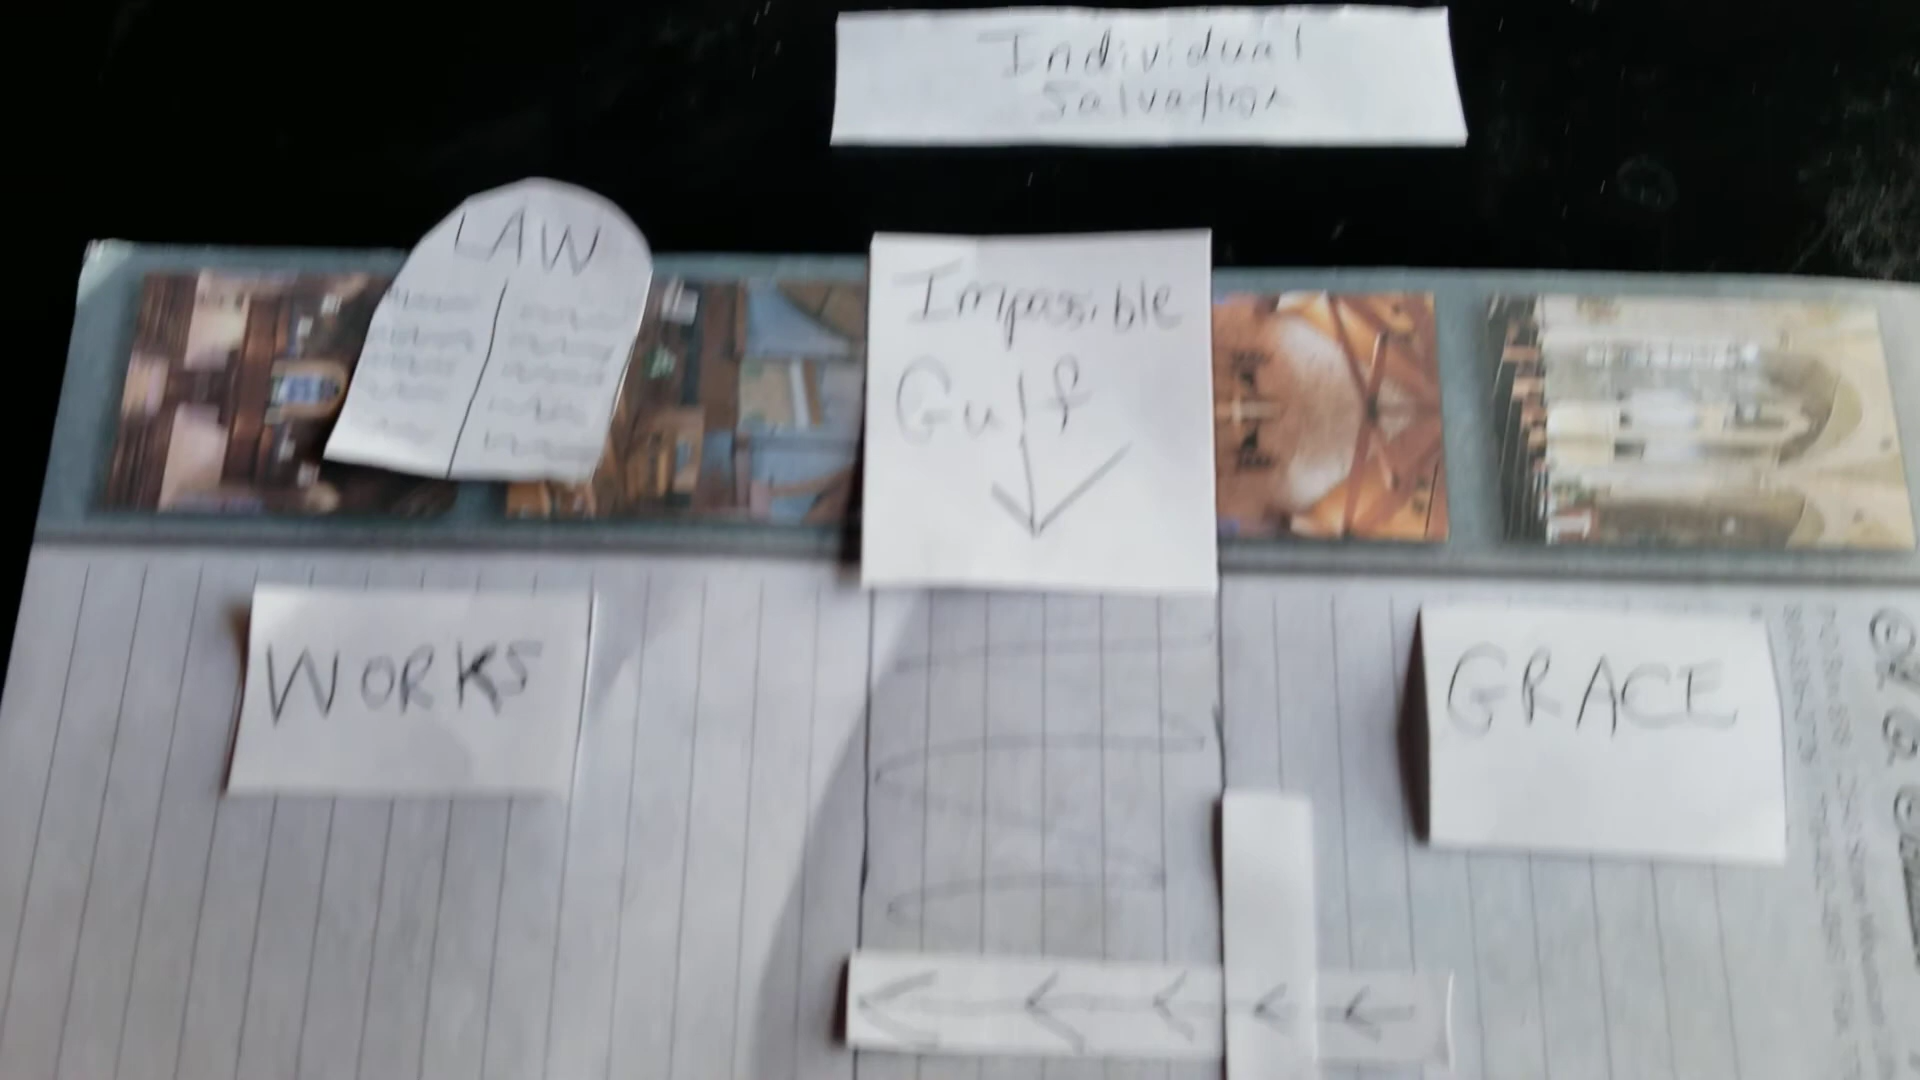 Individual
Salvation
LAW
Impossible
Gulf
WORKS
GRACE